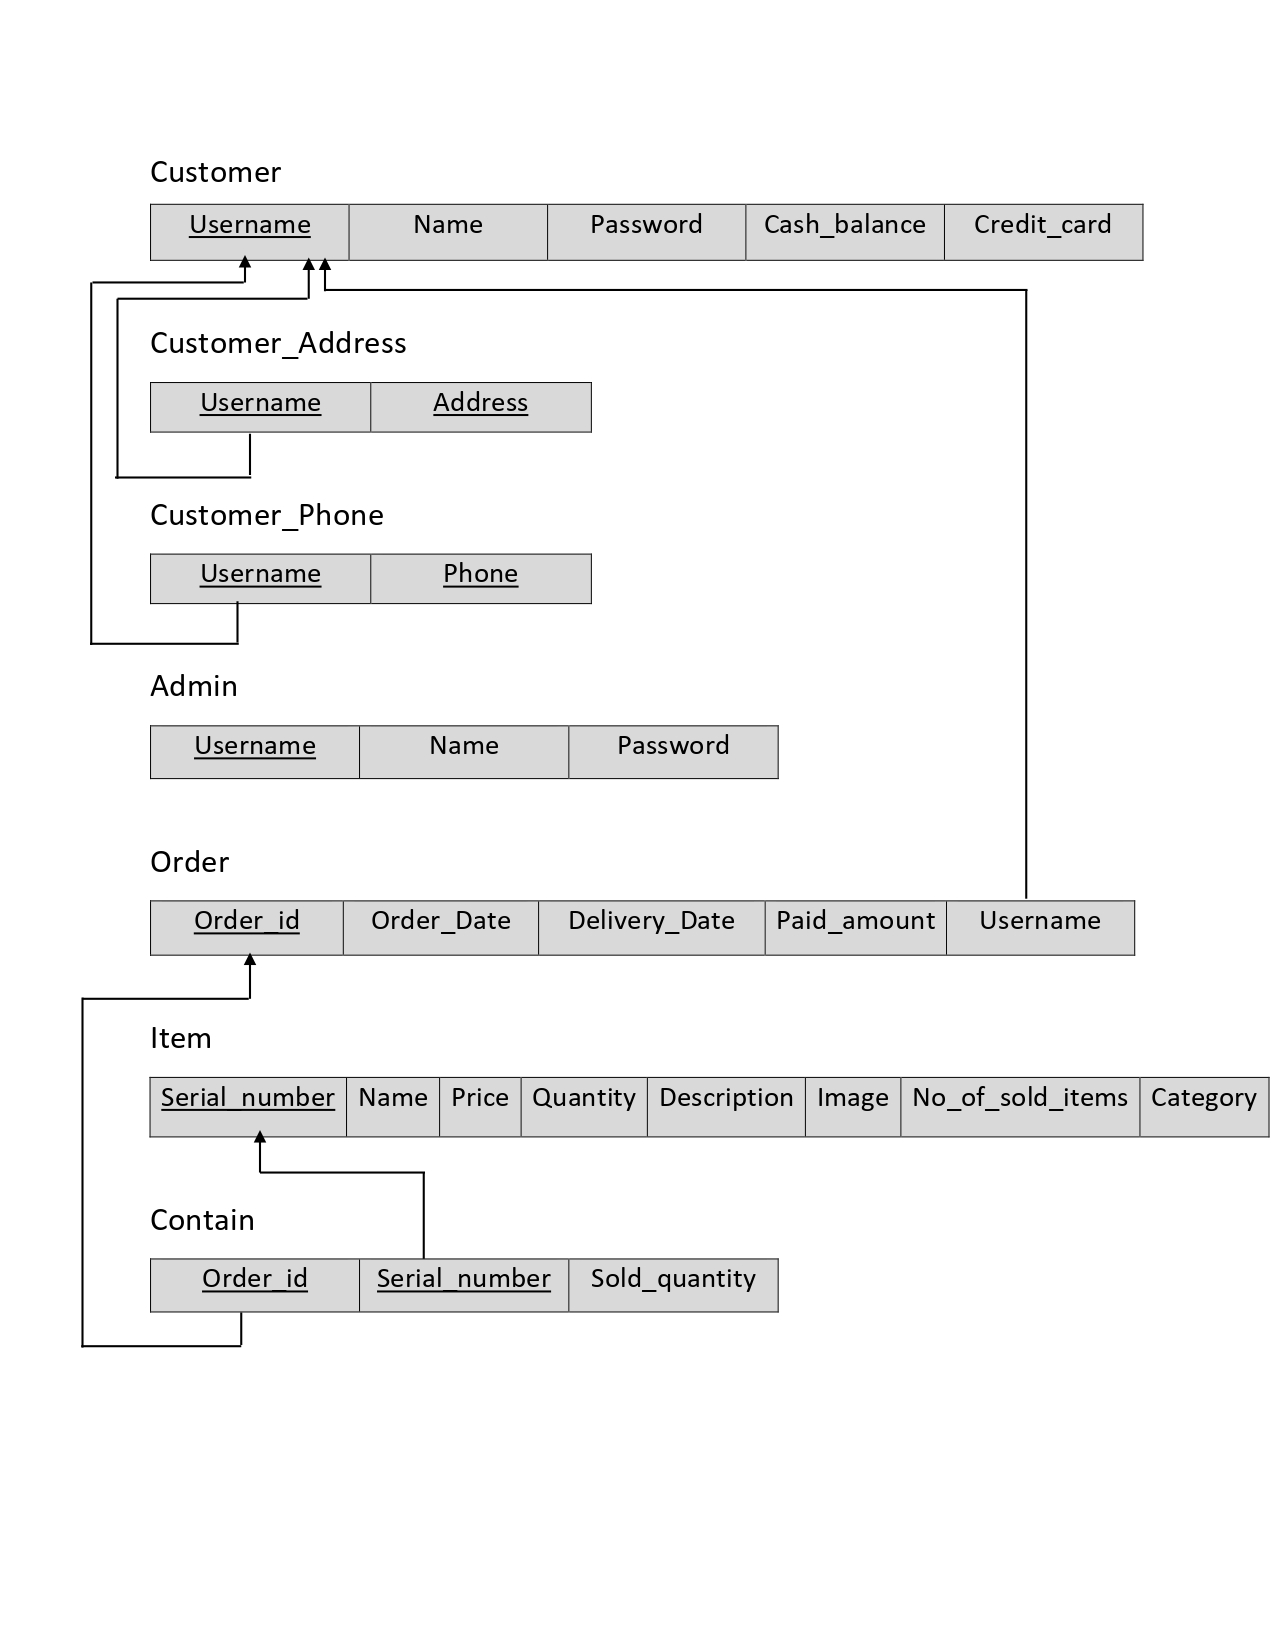 Customer
Username Name Password Cash_balance Credit_card
Customer_Address
Username Address
Customer_Phone
Username Phone
Admin
Username Name Password
Order
Order_id Order_Date Delivery_Date Paid_amount Username
Item
Serial_number Name Price Quantity Description Image No_of_sold_items Category
Contain
Order_id Serial_number Sold_quantity